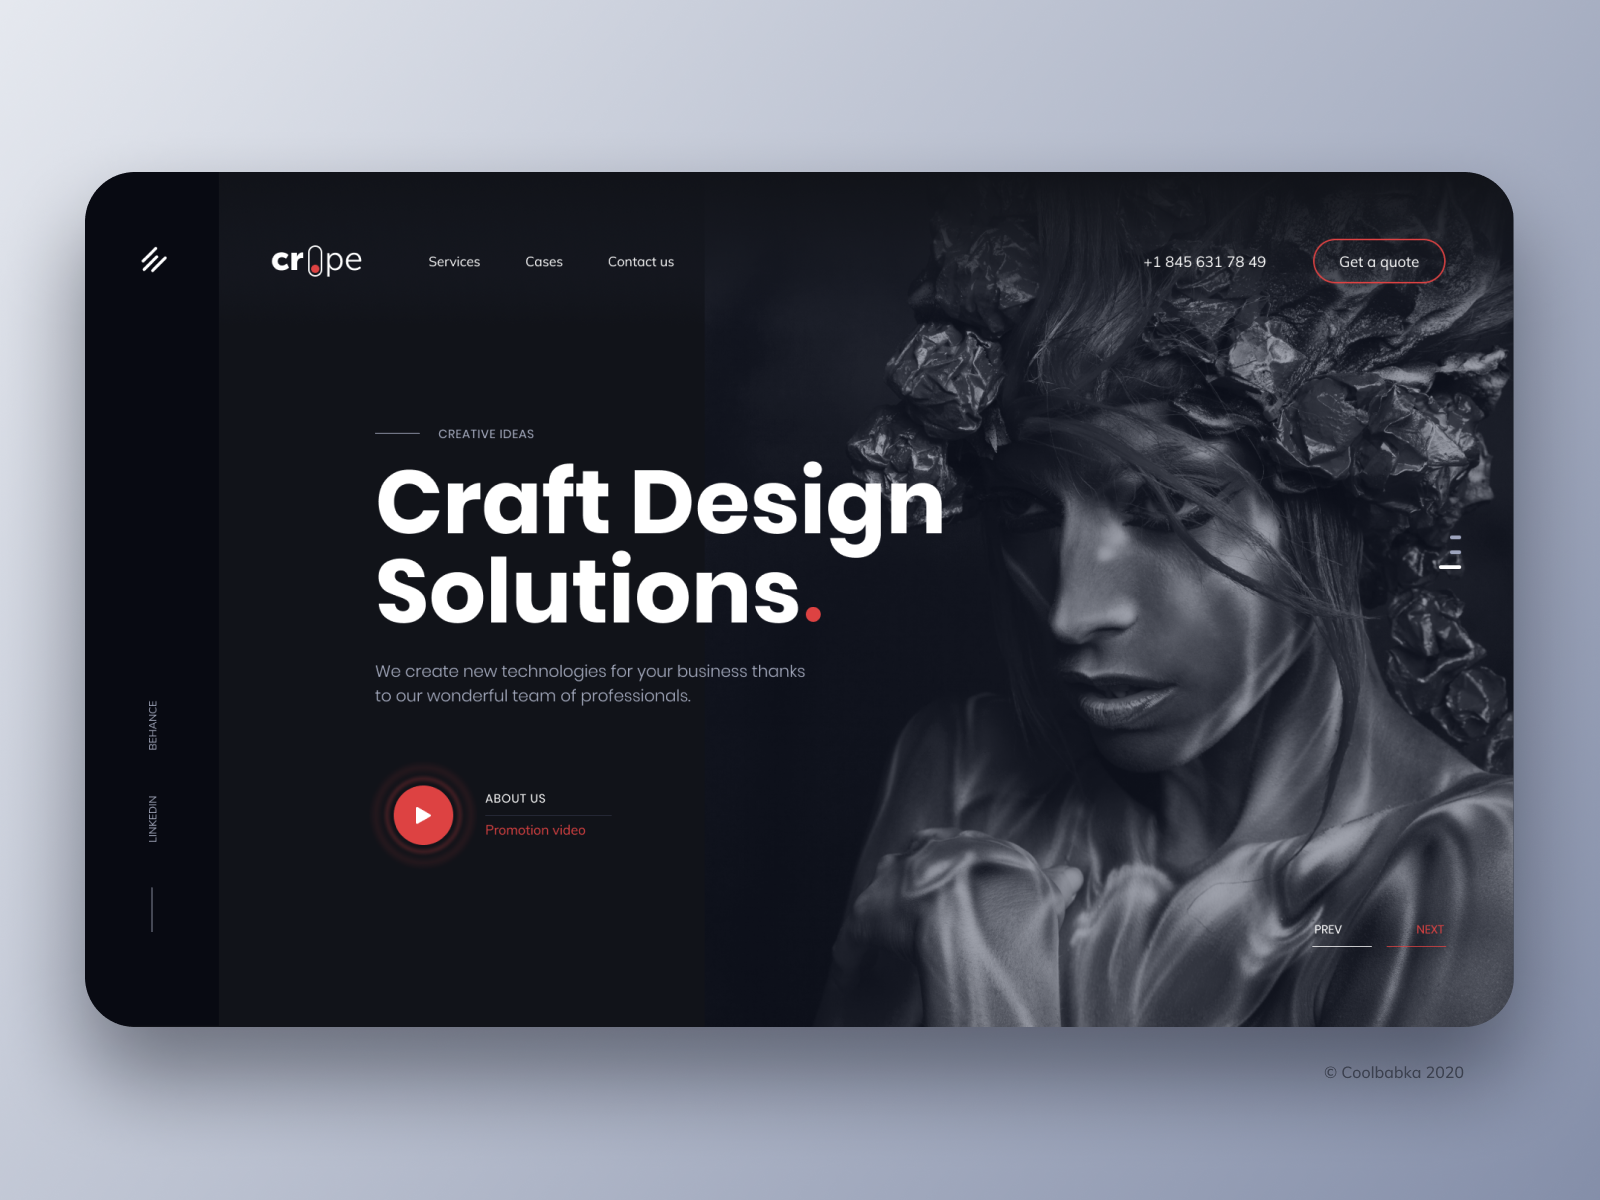 cripe
Services
Cases
Contact us
+1 845 631 78 49
Get a quote
CREATIVE IDEAS
Craft Design
Solutions.
We create new technologies for your business thanks
to our wonderful team of professionals.
ABOUT US
Promotion video
BEHANCE
LINKEDIN
PREV
NEXT
© Coolbabka 2020